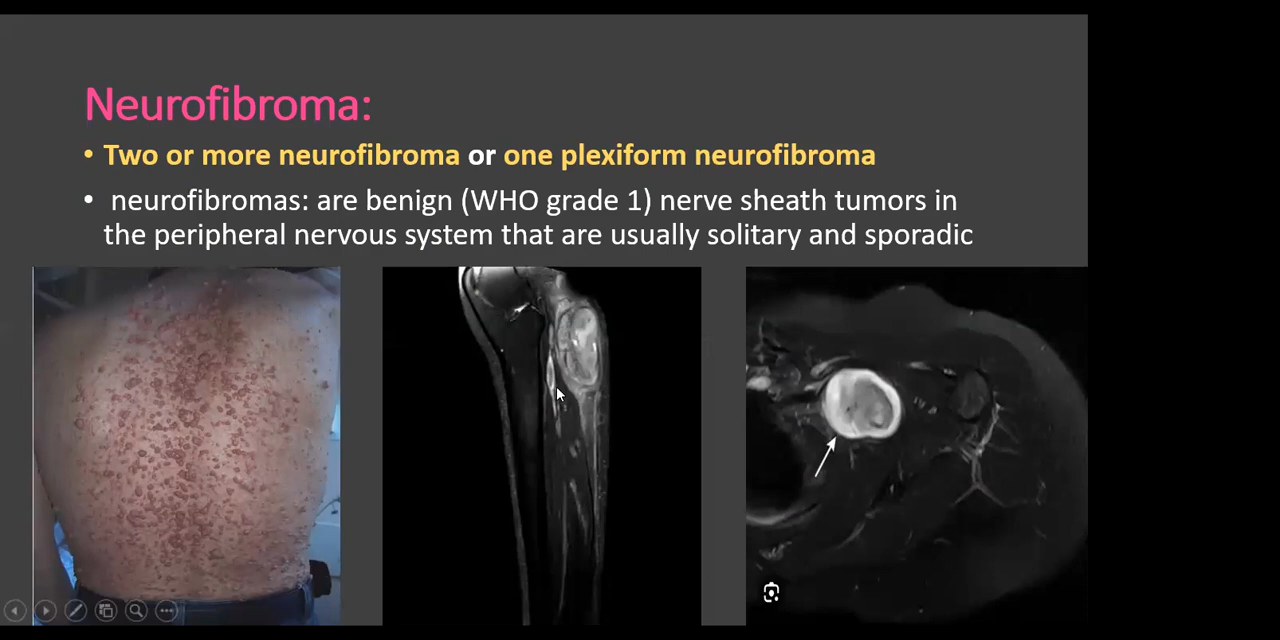 Neurofibroma:
• Two or more neurofibroma or one plexiform neurofibroma
• neurofibromas: are benign (WHO grade 1) nerve sheath tumors in
the peripheral nervous system that are usually solitary and sporadic